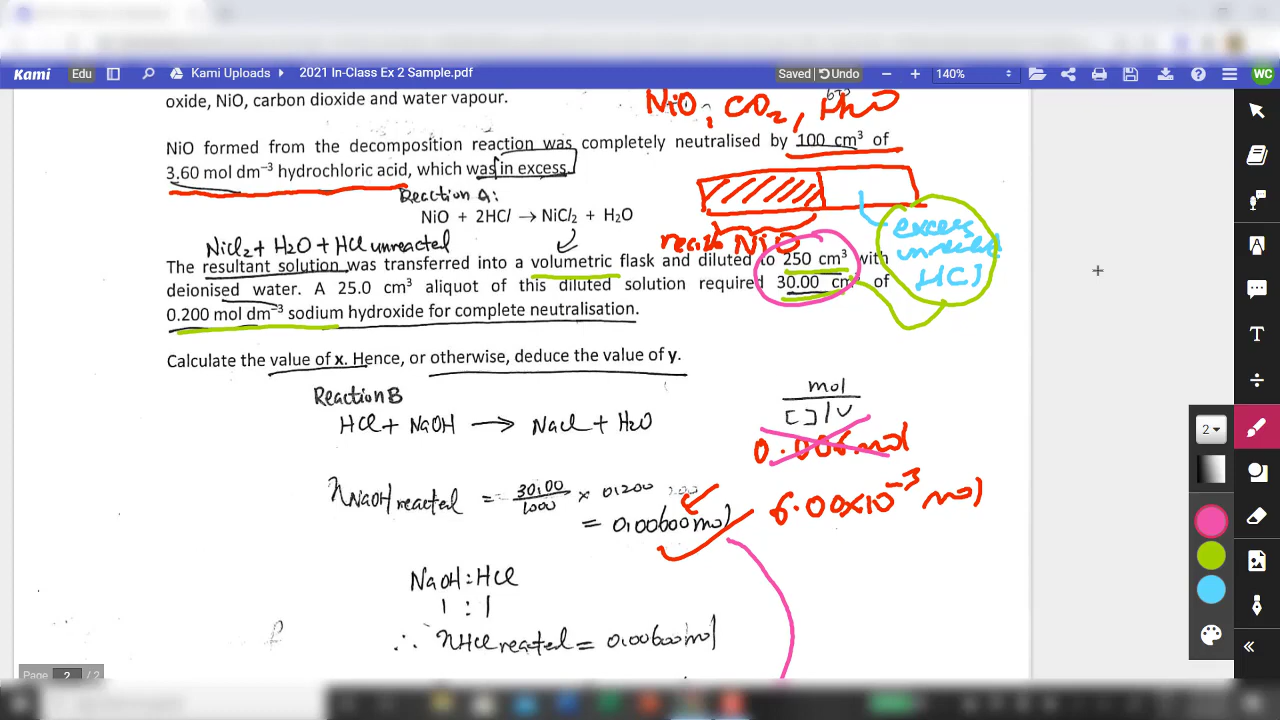 Kami Edu Kami Uploads 2021 In-Class Ex 2 Sample.pdf Saved Undo 140% WC
oxide, NiO, carbon dioxide and water vapour.
NiO, CO₂, H₂O
NiO formed from the decomposition reaction was completely neutralised by 100 cm³ of
3.60 mol dm⁻³ hydrochloric acid, which was in excess.
Reaction A:
NiO + 2HCl → NiCl₂ + H₂O
NiCl₂ + H₂O + HCl unreacted
NiO
excess
HCl
The resultant solution was transferred into a volumetric flask and diluted to 250 cm³ with
deionised water. A 25.0 cm³ aliquot of this diluted solution required 30.00 cm³ of
0.200 mol dm⁻³ sodium hydroxide for complete neutralisation.
Calculate the value of x. Hence, or otherwise, deduce the value of y.
Reaction B
HCl + NaOH → NaCl + H₂O
mol
[ ] | V
0.006 mol
nNaOH reacted = 30.00/1000 × 0.200
= 0.00600 mol
6.00×10⁻³ mol
NaOH : HCl
1 : 1
∴ nHCl reacted = 0.00600 mol
2
T
Page 2 / 2